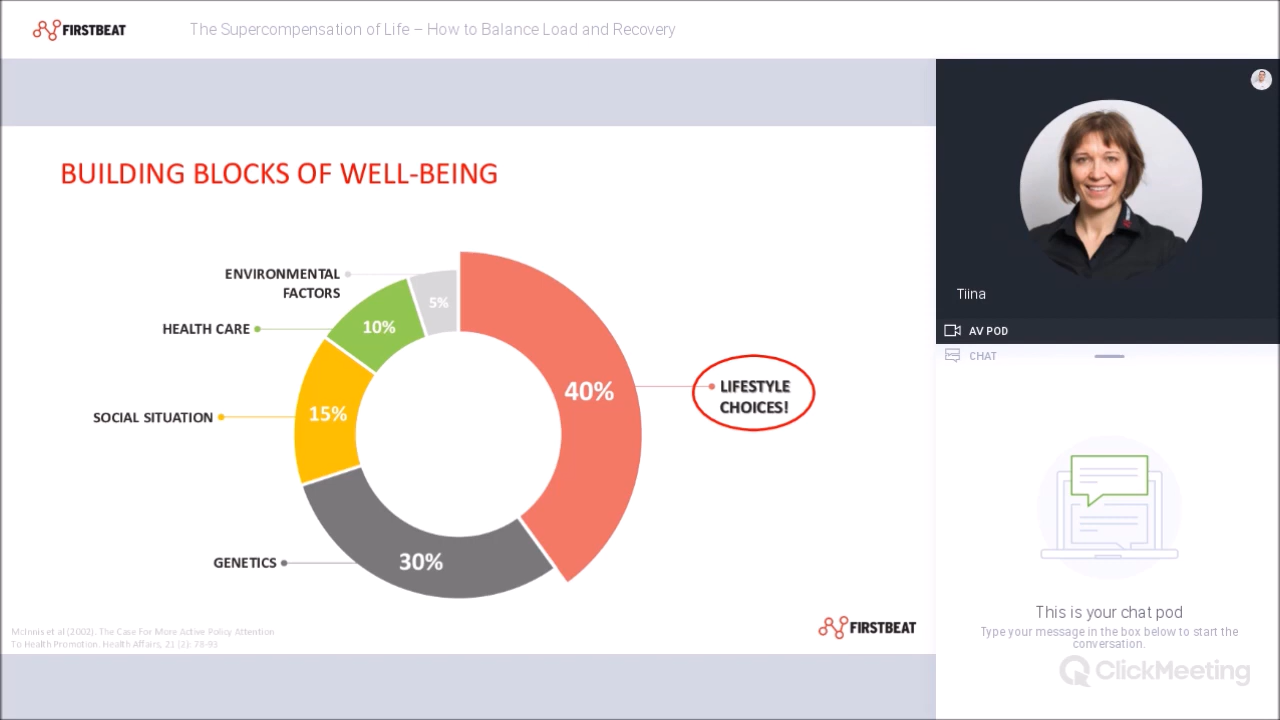 FIRSTBEAT
The Supercompensation of Life – How to Balance Load and Recovery
BUILDING BLOCKS OF WELL-BEING
ENVIRONMENTAL
FACTORS
5%
HEALTH CARE
10%
40%
LIFESTYLE
CHOICES!
SOCIAL SITUATION
15%
GENETICS
30%
McInnis et al (2002). The Case For More Active Policy Attention
To Health Promotion. Health Affairs, 21 (2). 78-93
FIRSTBEAT
Tiina
AV POD
CHAT
This is your chat pod
Type your message in the box below to start the
conversation.
ClickMeeting